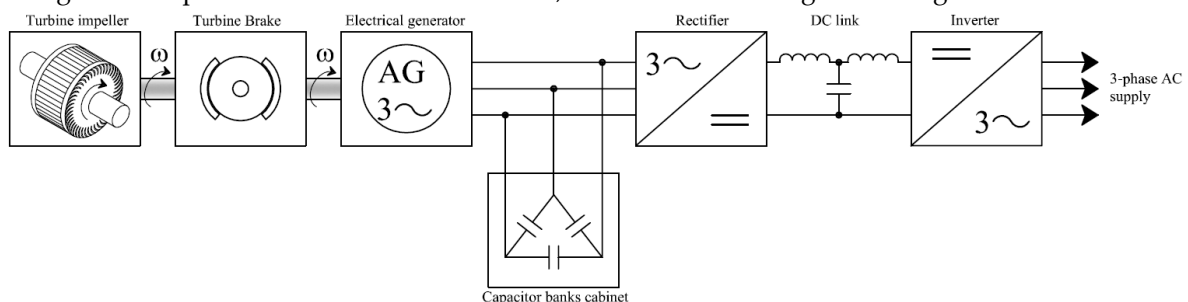 Turbine impeller
Turbine Brake
Electrical generator
Rectifier
DC link
Inverter
ω
ω
AG
3~
3~
3~
3-phase AC
supply
Capacitor banks cabinet